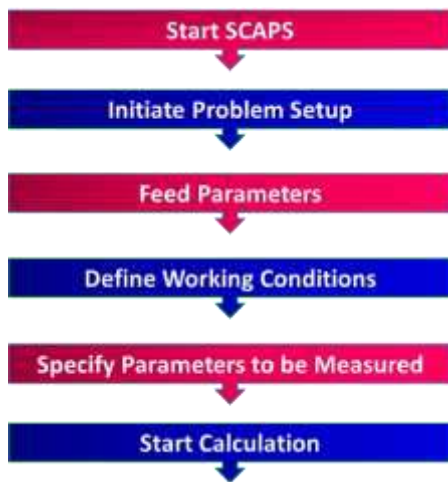 Start SCAPS
Initiate Problem Setup
Feed Parameters
Define Working Conditions
Specify Parameters to be Measured
Start Calculation